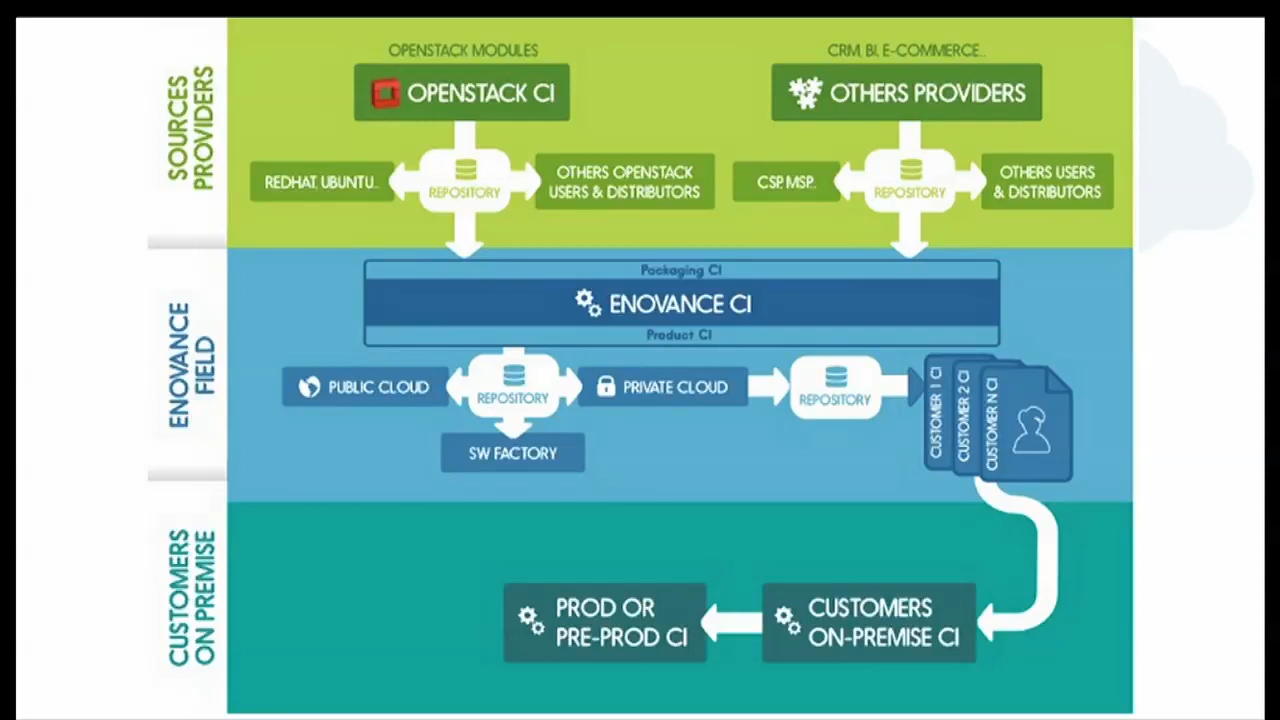 SOURCES
PROVIDERS
OPENSTACK MODULES
OPENSTACK CI
REDHAT, UBUNTU...
REPOSITORY
OTHERS OPENSTACK
USERS & DISTRIBUTORS
CRM, BI, E-COMMERCE...
OTHERS PROVIDERS
CSP, MSP...
REPOSITORY
OTHERS USERS
& DISTRIBUTORS
ENOVANCE
FIELD
Packaging CI
ENOVANCE CI
Product CI
PUBLIC CLOUD
REPOSITORY
PRIVATE CLOUD
REPOSITORY
CUSTOMER 1 CI
CUSTOMER 2 CI
CUSTOMER N CI
SW FACTORY
CUSTOMERS
ON PREMISE
PROD OR
PRE-PROD CI
CUSTOMERS
ON-PREMISE CI